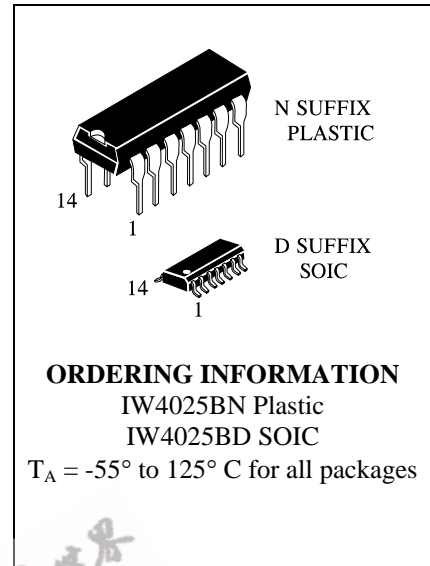 N SUFFIX
PLASTIC
14
1
D SUFFIX
SOIC
14
1
ORDERING INFORMATION
IW4025BN Plastic
IW4025BD SOIC
T_A = -55° to 125° C for all packages